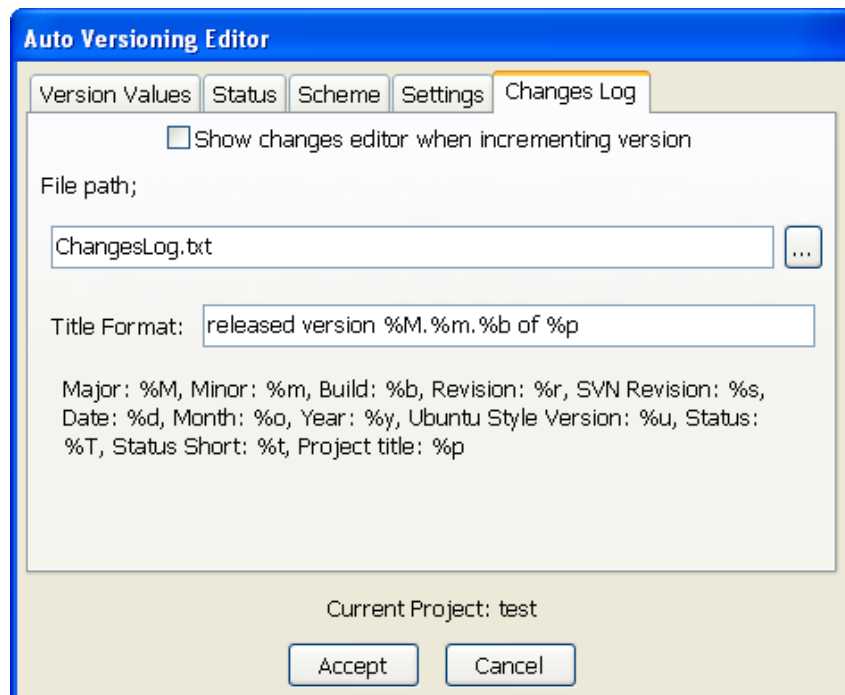 Auto Versioning Editor
Version Values Status Scheme Settings Changes Log
Show changes editor when incrementing version
File path;
ChangesLog.txt ...
Title Format: released version %M.%m.%b of %p
Major: %M, Minor: %m, Build: %b, Revision: %r, SVN Revision: %s,
Date: %d, Month: %o, Year: %y, Ubuntu Style Version: %u, Status:
%T, Status Short: %t, Project title: %p
Current Project: test
Accept Cancel